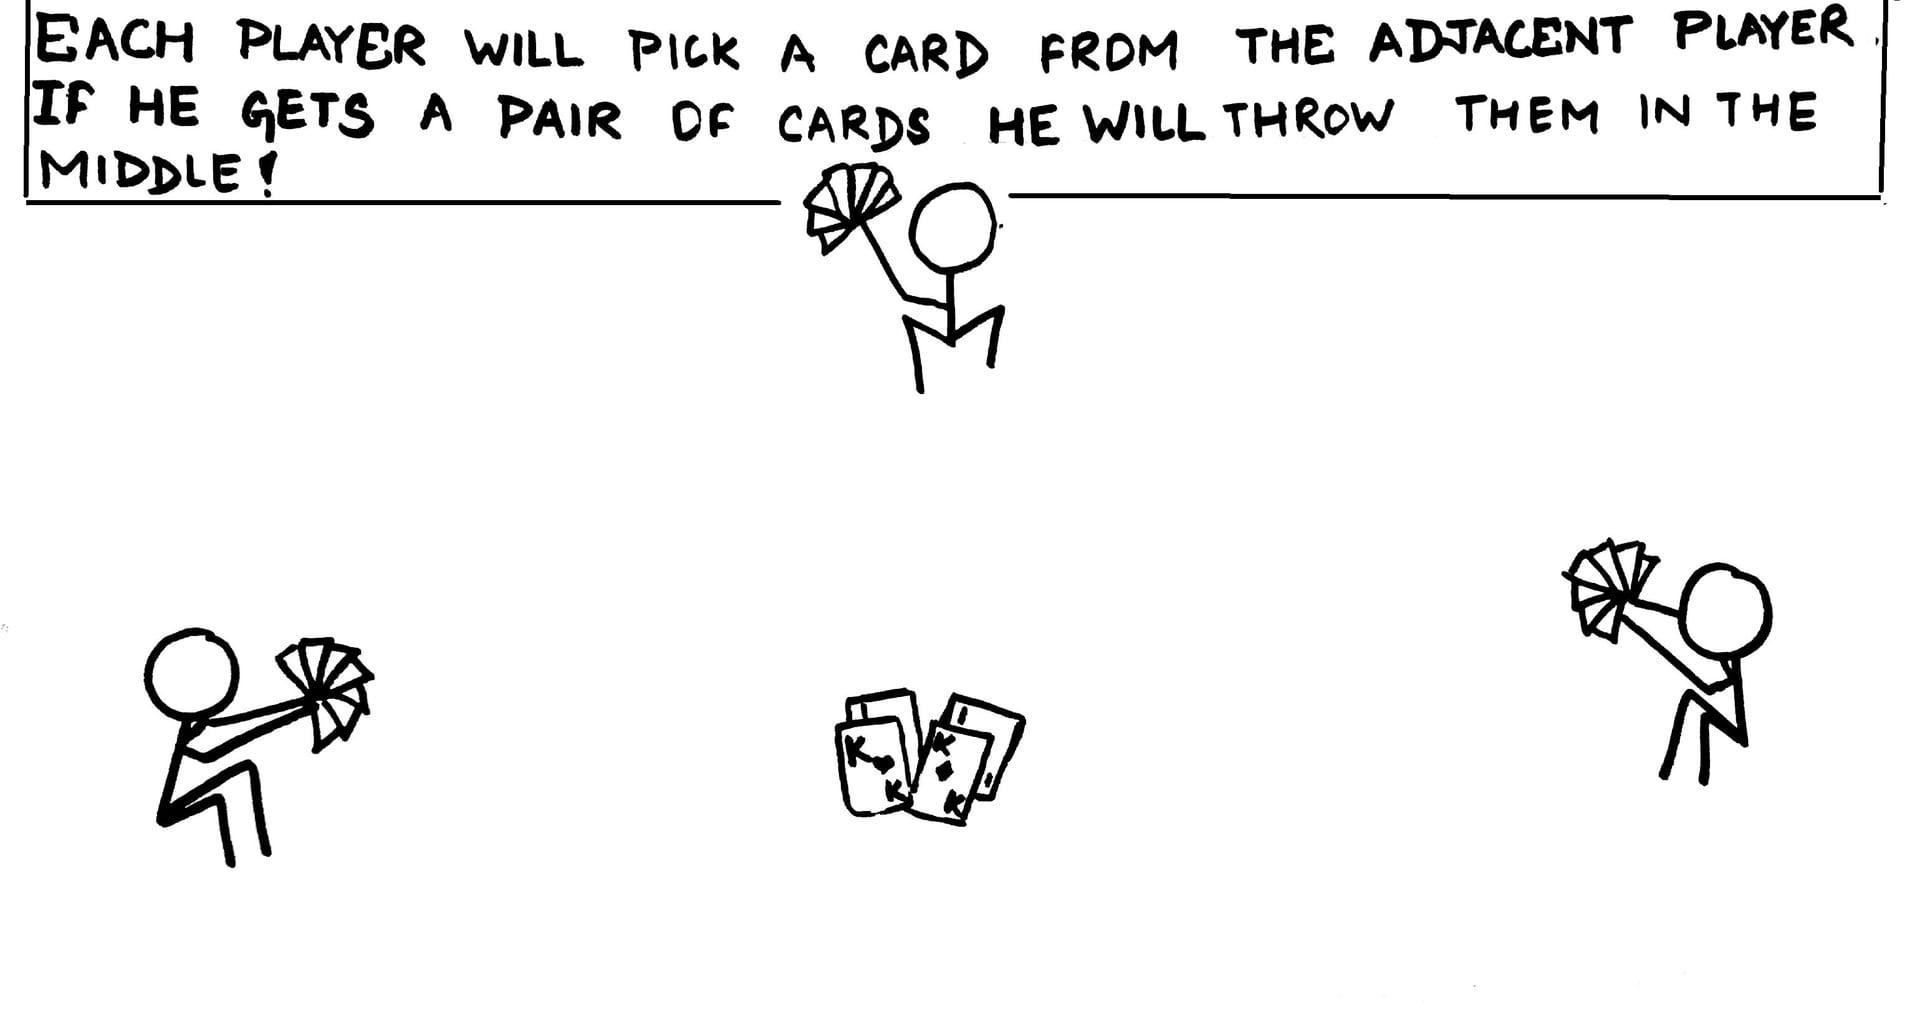 EACH PLAYER WILL PICK A CARD FROM THE ADJACENT PLAYER.
IF HE GETS A PAIR OF CARDS HE WILL THROW THEM IN THE
MIDDLE!
K K
K K